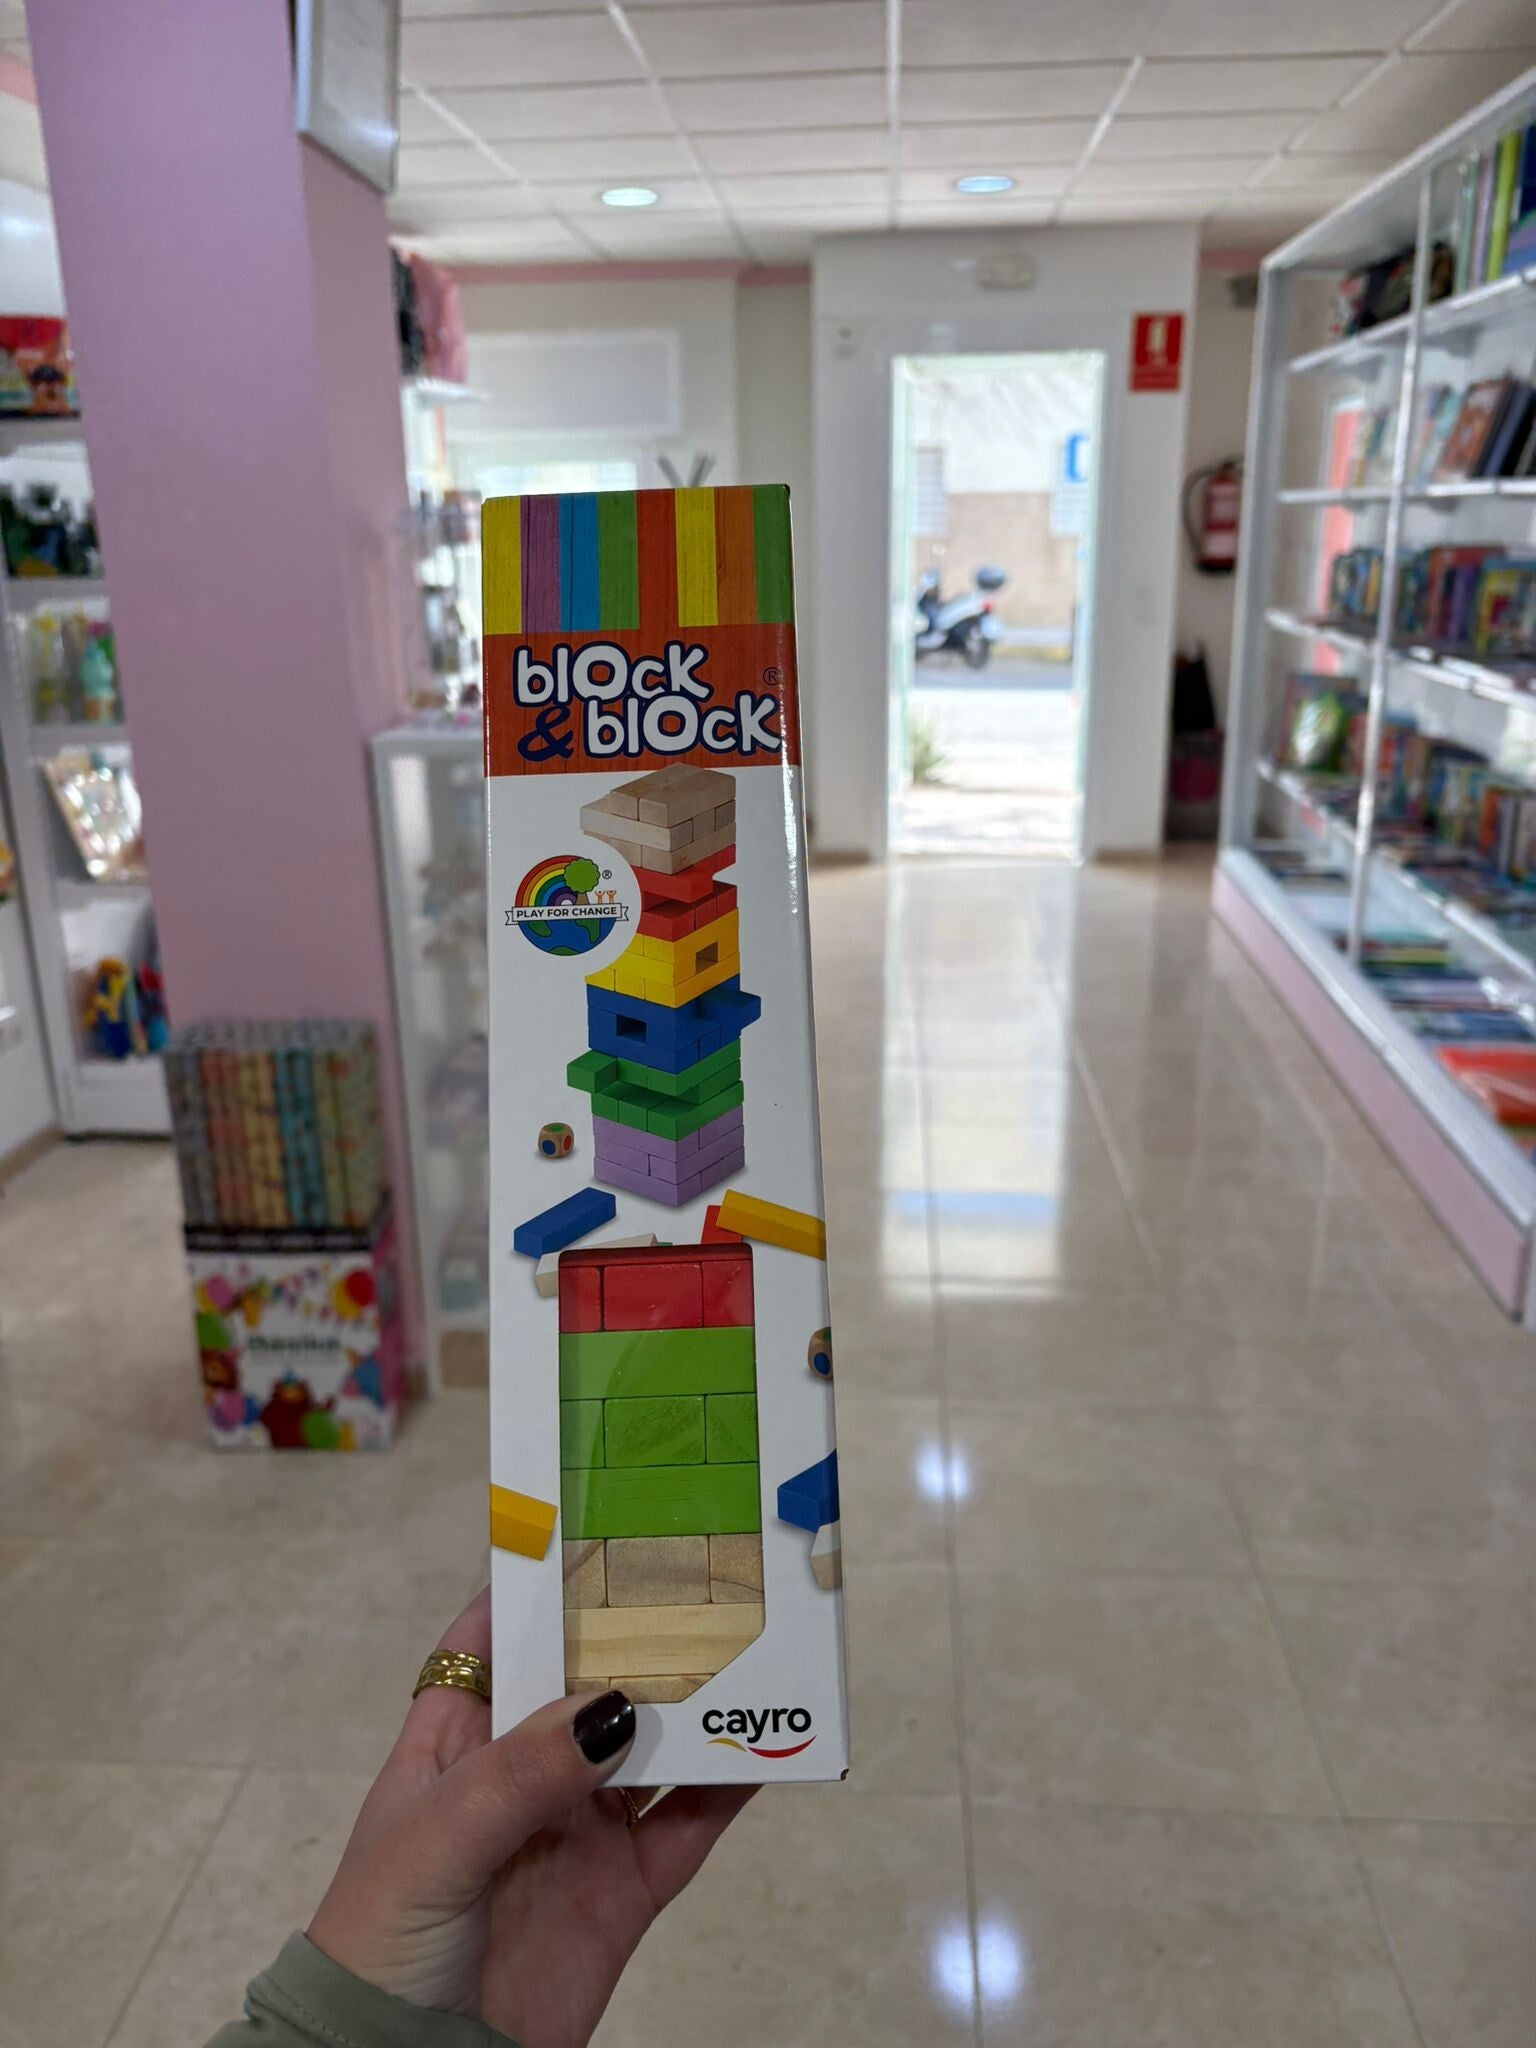 block
& block®
®
PLAY FOR CHANGE
cayro